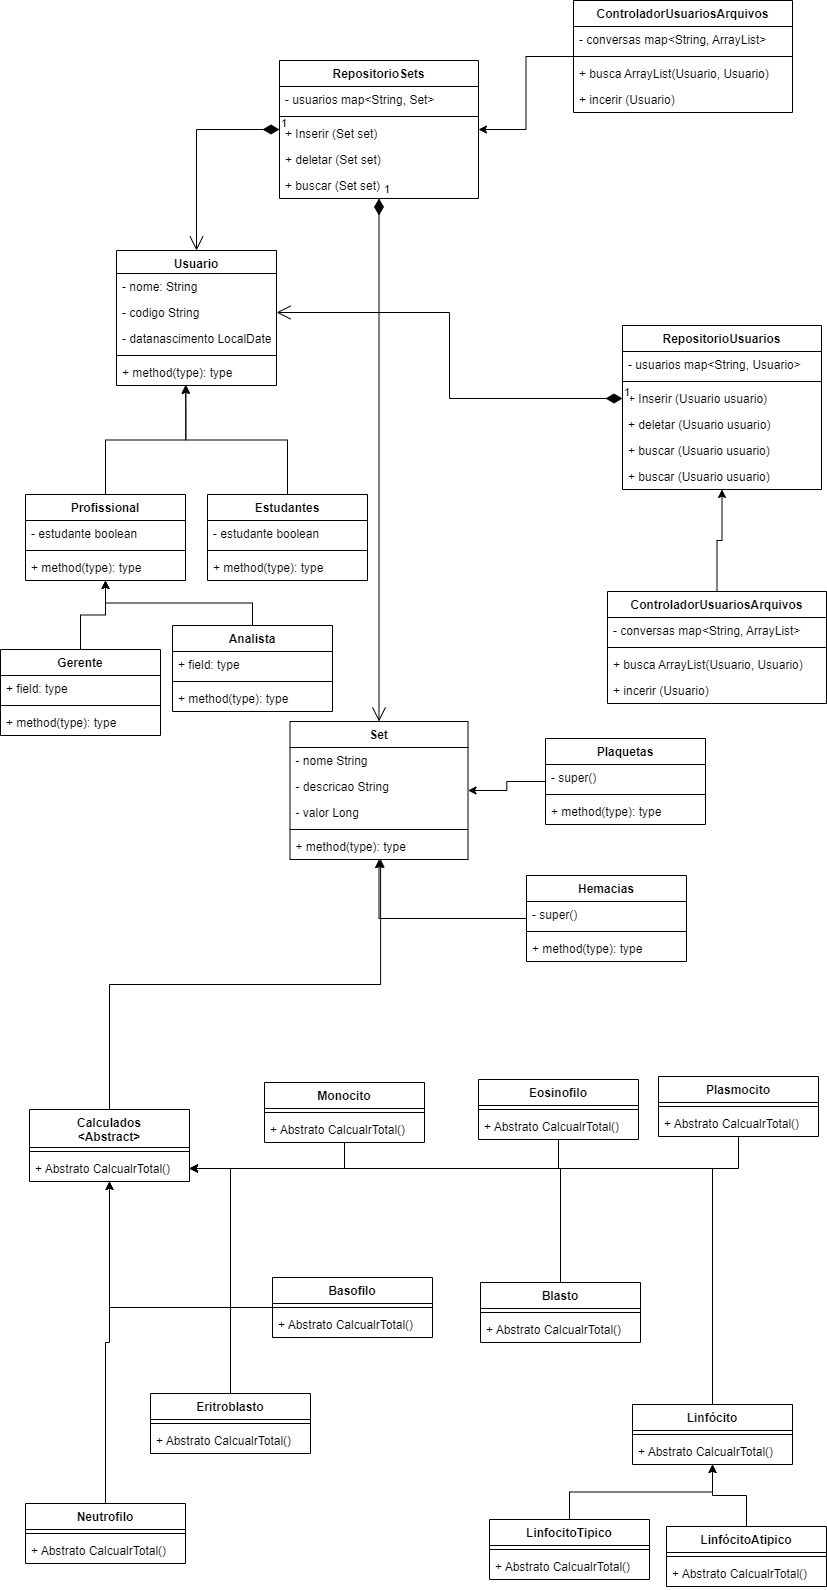 ControladorUsuariosArquivos
- conversas map<String, ArrayList>
+ busca ArrayList(Usuario, Usuario)
+ incerir (Usuario)
RepositorioSets
- usuarios map<String, Set>
1
+ Inserir (Set set)
+ deletar (Set set)
+ buscar (Set set)
1
Usuario
- nome: String
- codigo String
- datanascimento LocalDate
+ method(type): type
RepositorioUsuarios
- usuarios map<String, Usuario>
1
+ Inserir (Usuario usuario)
+ deletar (Usuario usuario)
+ buscar (Usuario usuario)
+ buscar (Usuario usuario)
Profissional
- estudante boolean
+ method(type): type
Estudantes
- estudante boolean
+ method(type): type
ControladorUsuariosArquivos
- conversas map<String, ArrayList>
+ busca ArrayList(Usuario, Usuario)
+ incerir (Usuario)
Gerente
+ field: type
+ method(type): type
Analista
+ field: type
+ method(type): type
Set
- nome String
- descricao String
- valor Long
+ method(type): type
Plaquetas
- super()
+ method(type): type
Hemacias
- super()
+ method(type): type
Calculados
<Abstract>
+ Abstrato CalcualrTotal()
Monocito
+ Abstrato CalcualrTotal()
Eosinofilo
+ Abstrato CalcualrTotal()
Plasmocito
+ Abstrato CalcualrTotal()
Basofilo
+ Abstrato CalcualrTotal()
Blasto
+ Abstrato CalcualrTotal()
Eritroblasto
+ Abstrato CalcualrTotal()
Linfócito
+ Abstrato CalcualrTotal()
Neutrofilo
+ Abstrato CalcualrTotal()
LinfocitoTipico
+ Abstrato CalcualrTotal()
LinfócitoAtipico
+ Abstrato CalcualrTotal()